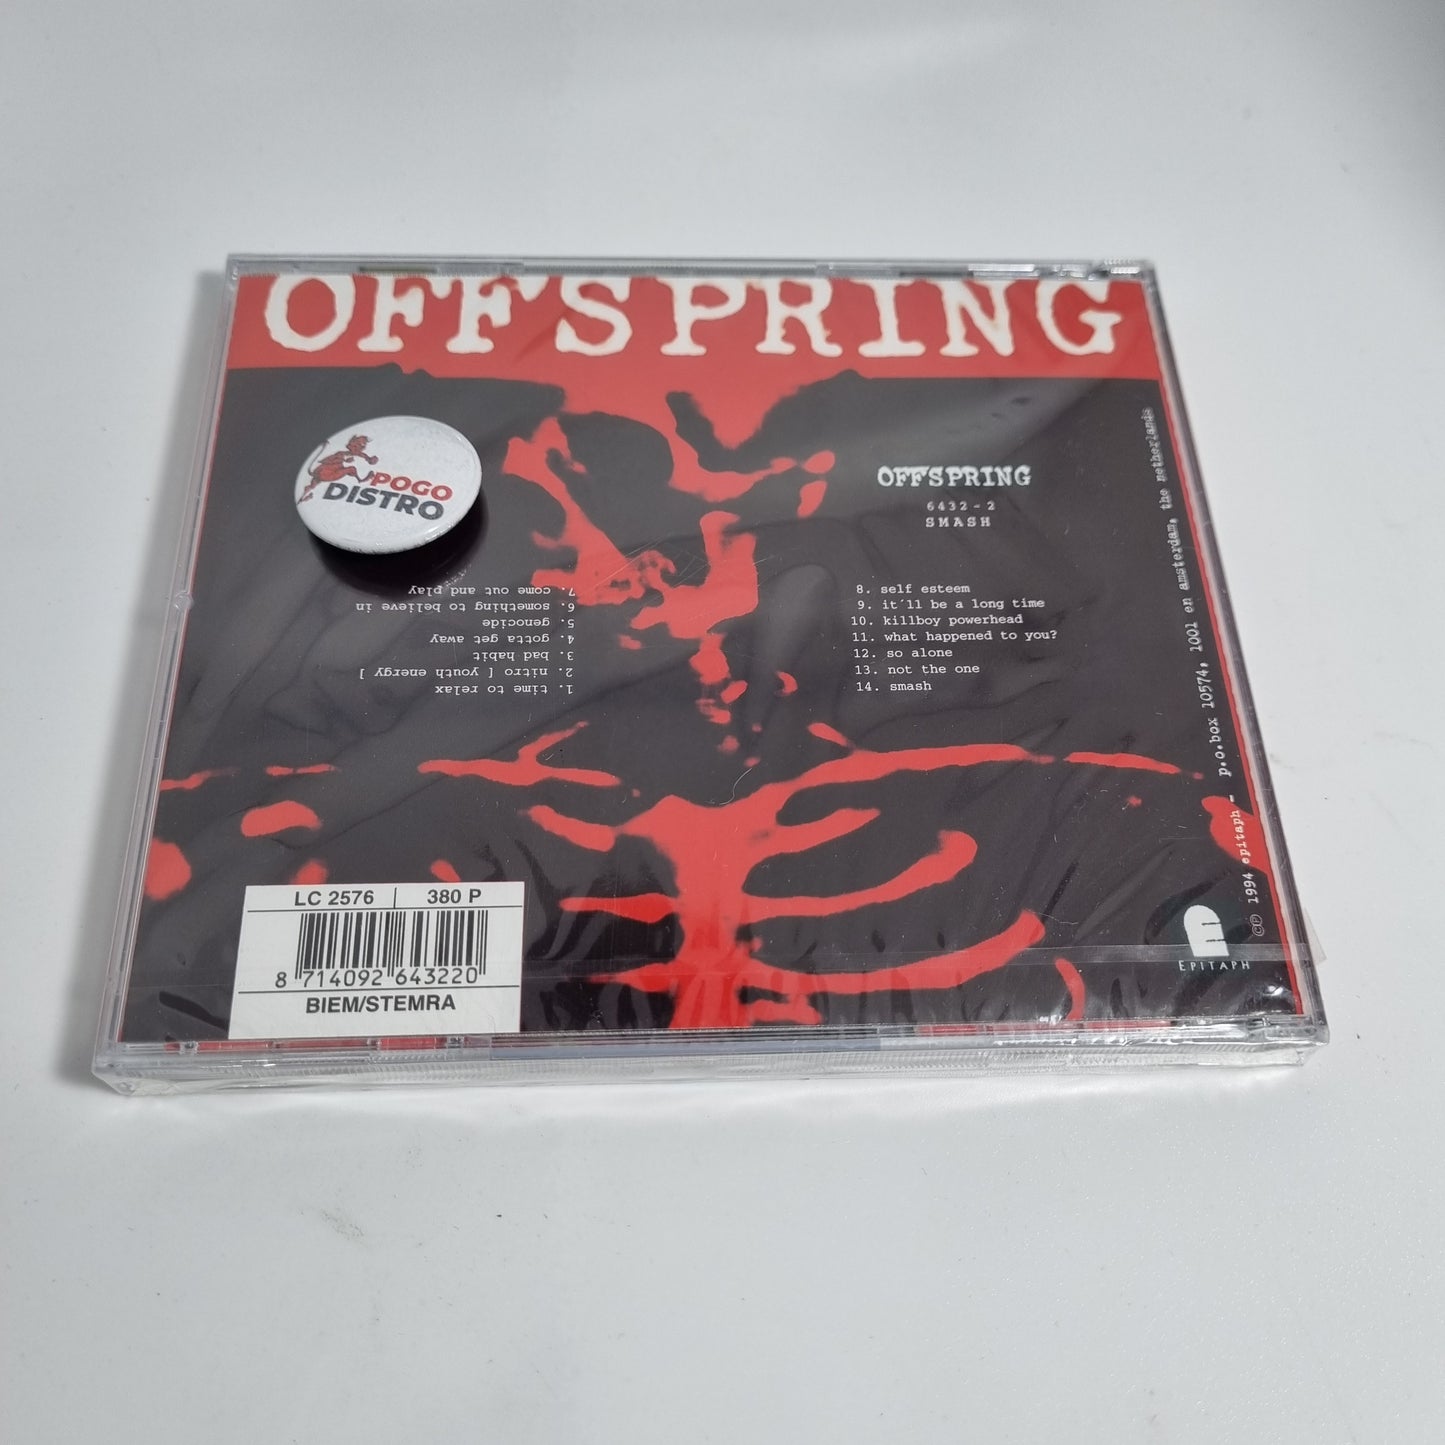 OFFSPRING
POGO
DISTRO
OFFSPRING
6432-2
SMASH
1. time to relax
2. nitro [ youth energy ]
3. bad habit
4. gotta get away
5. genocide
6. something to believe in
7. come out and play
8. self esteem
9. it´ll be a long time
10. killboy powerhead
11. what happened to you?
12. so alone
13. not the one
14. smash
©℗ 1994 epitaph - p.o.box 10574, 1001 en amsterdam, the netherlands
EPITAPH
LC 2576 | 380 P
8 714092 643220
BIEM/STEMRA